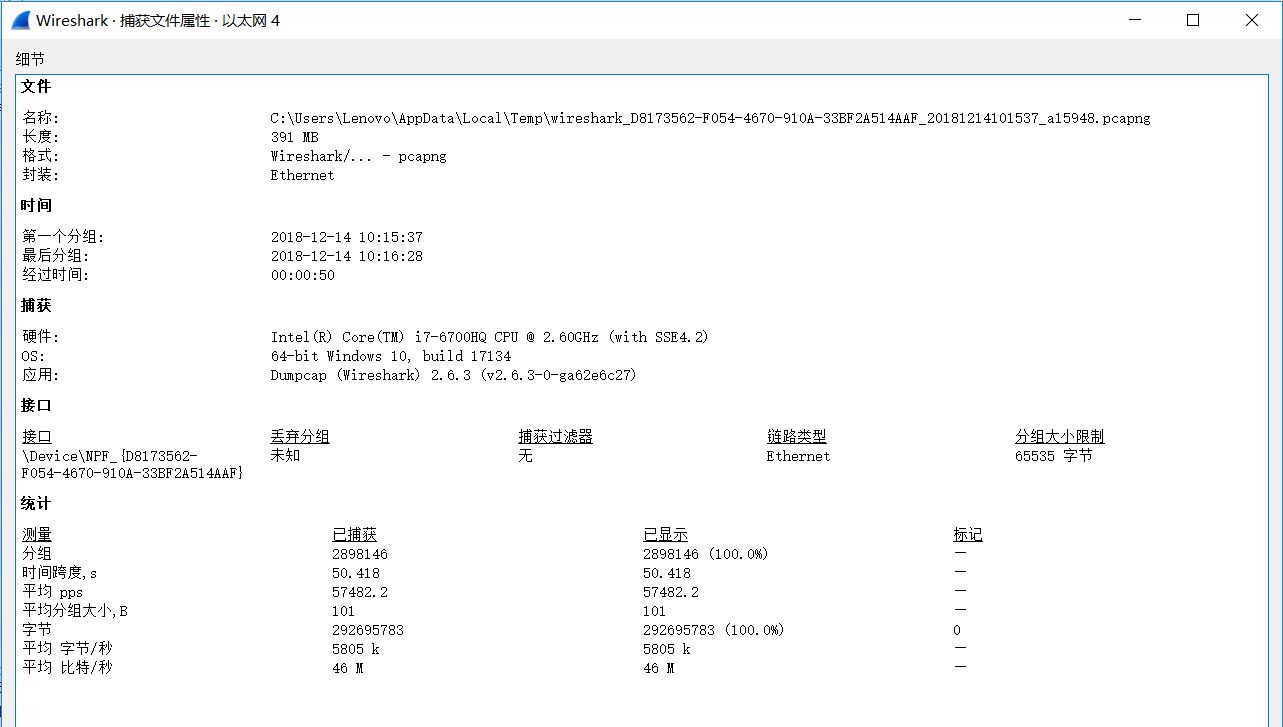 Wireshark · 捕获文件属性 · 以太网 4
细节
文件
名称: C:\Users\Lenovo\AppData\Local\Temp\wireshark_D8173562-F054-4670-910A-33BF2A514AAF_20181214101537_a15948.pcapng
长度: 391 MB
格式: Wireshark/... - pcapng
封装: Ethernet
时间
第一个分组: 2018-12-14 10:15:37
最后分组: 2018-12-14 10:16:28
经过时间: 00:00:50
捕获
硬件: Intel(R) Core(TM) i7-6700HQ CPU @ 2.60GHz (with SSE4.2)
OS: 64-bit Windows 10, build 17134
应用: Dumpcap (Wireshark) 2.6.3 (v2.6.3-0-ga62e6c27)
接口
接口 丢弃分组 捕获过滤器 链路类型 分组大小限制
\Device\NPF_{D8173562- 未知 无 Ethernet 65535 字节
F054-4670-910A-33BF2A514AAF}
统计
测量 已捕获 已显示 标记
分组 2898146 2898146 (100.0%) —
时间跨度,s 50.418 50.418 —
平均 pps 57482.2 57482.2 —
平均分组大小,B 101 101 —
字节 292695783 292695783 (100.0%) 0
平均 字节/秒 5805 k 5805 k —
平均 比特/秒 46 M 46 M —